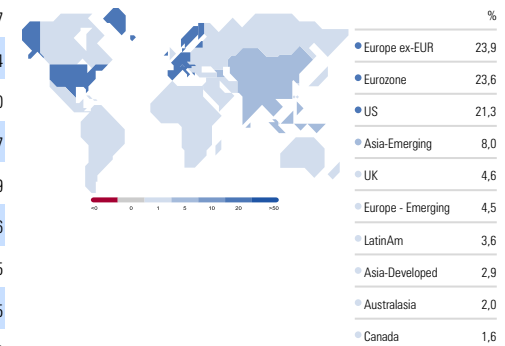 %
Europe ex-EUR 23,9
Eurozone 23,6
US 21,3
Asia-Emerging 8,0
UK 4,6
Europe - Emerging 4,5
LatinAm 3,6
Asia-Developed 2,9
Australasia 2,0
Canada 1,6
<0 0 1 5 10 20 >50